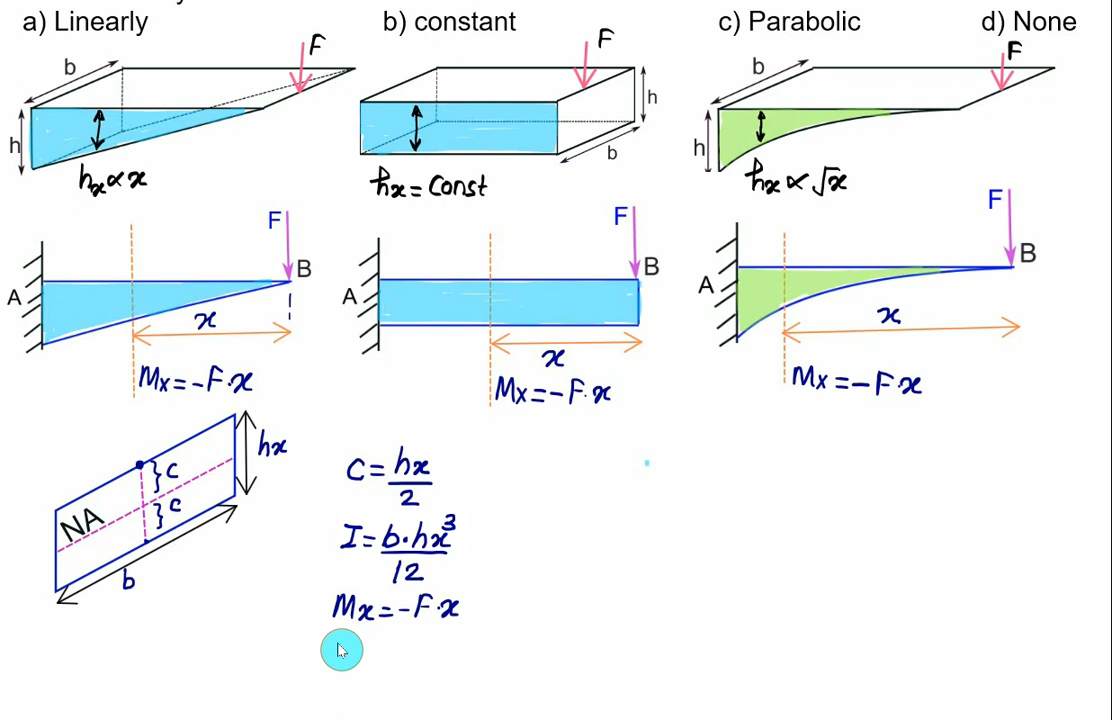 a) Linearly
b) constant
c) Parabolic
d) None
b
F
h
hx ∝ x
F
h
b
hx = Const
b
F
h
hx ∝ √x
F
A
B
x
Mx = -F·x
F
A
B
x
Mx = -F·x
F
A
B
x
Mx = -F·x
NA
c
c
hx
b
C = hx/2
I = b·hx³/12
Mx = -F·x